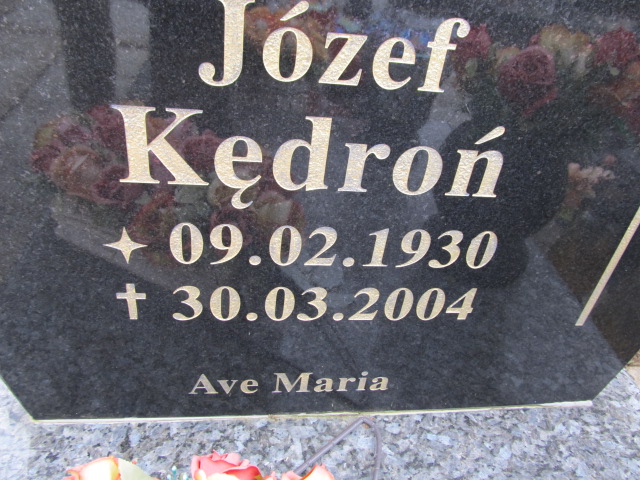 Józef
Kędroń
✦ 09.02.1930
✝ 30.03.2004
Ave Maria